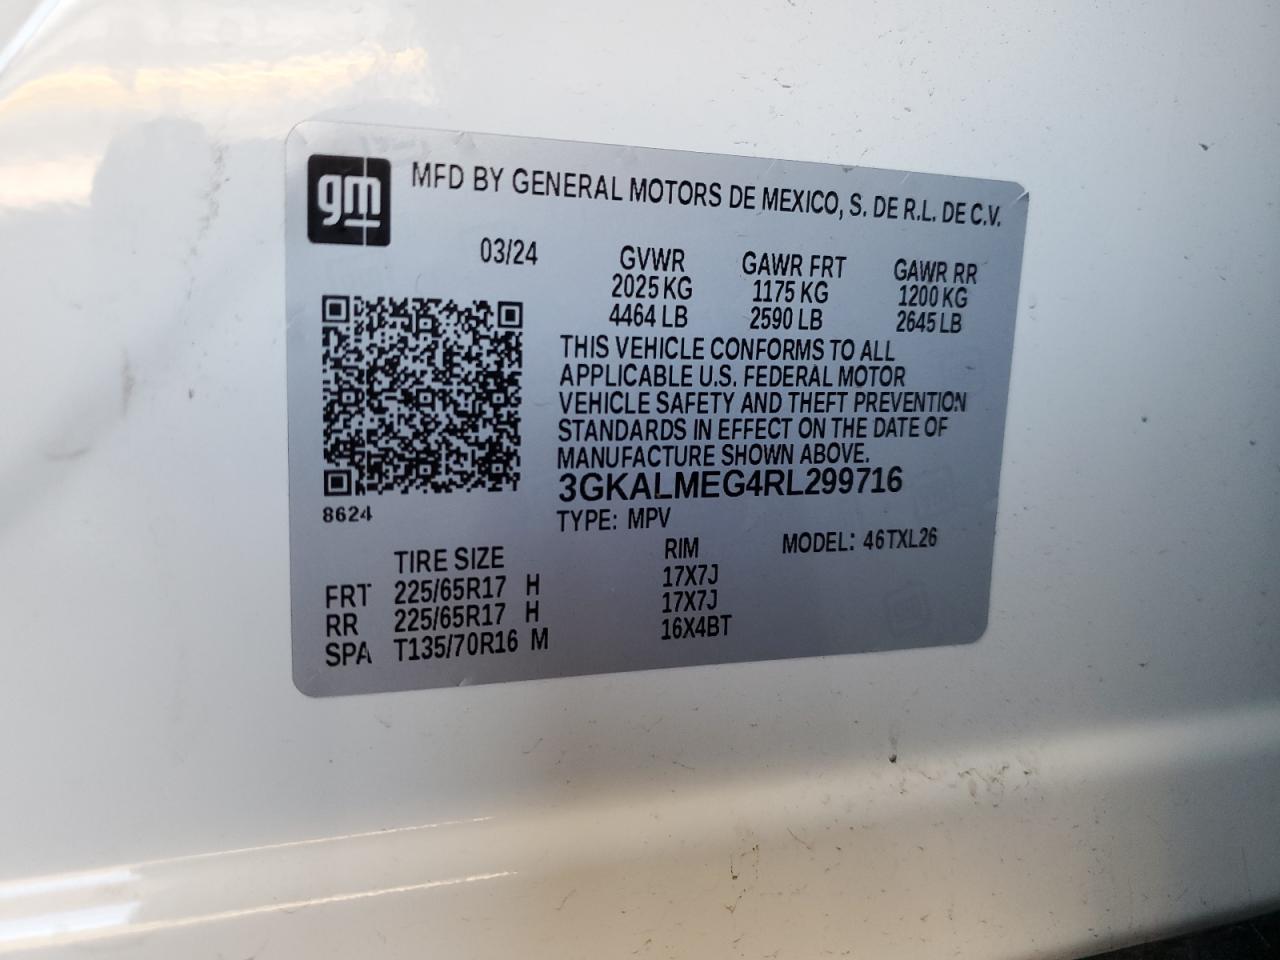 gm
MFD BY GENERAL MOTORS DE MEXICO, S. DE R.L. DE C.V.
03/24 GVWR GAWR FRT GAWR RR
2025 KG 1175 KG 1200 KG
4464 LB 2590 LB 2645 LB
THIS VEHICLE CONFORMS TO ALL
APPLICABLE U.S. FEDERAL MOTOR
VEHICLE SAFETY AND THEFT PREVENTION
STANDARDS IN EFFECT ON THE DATE OF
MANUFACTURE SHOWN ABOVE.
3GKALMEG4RL299716
8624
TYPE: MPV MODEL: 46TXL26
TIRE SIZE RIM
FRT 225/65R17 H 17X7J
RR 225/65R17 H 17X7J
SPA T135/70R16 M 16X4BT